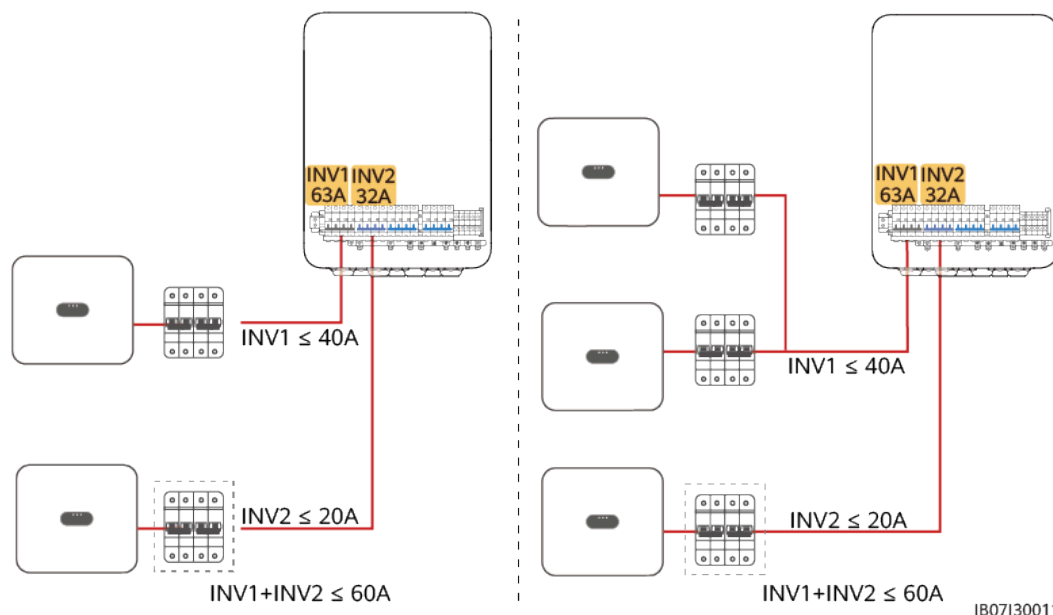 INV1
63A
INV2
32A
INV1 ≤ 40A
INV2 ≤ 20A
INV1+INV2 ≤ 60A
INV1
63A
INV2
32A
INV1 ≤ 40A
INV2 ≤ 20A
INV1+INV2 ≤ 60A